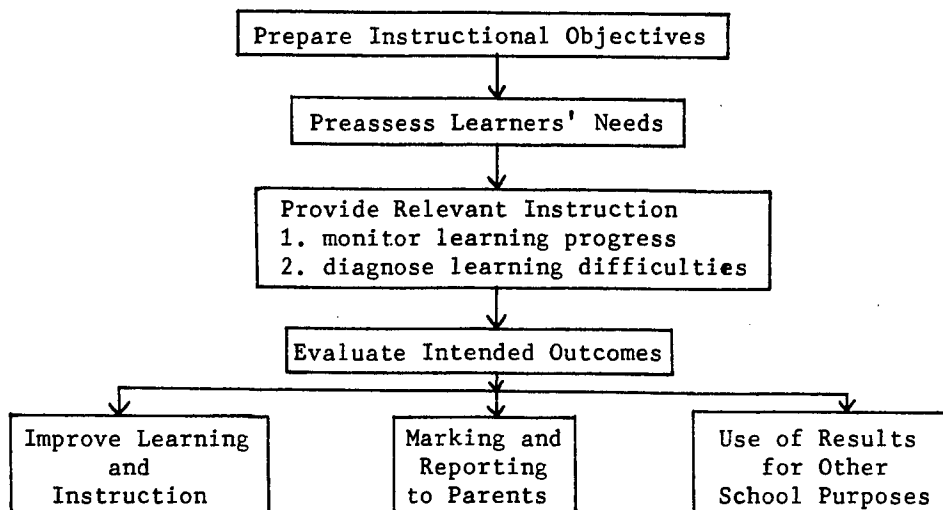 Prepare Instructional Objectives
Preassess Learners' Needs
Provide Relevant Instruction
1. monitor learning progress
2. diagnose learning difficulties
Evaluate Intended Outcomes
Improve Learning
and
Instruction
Marking and
Reporting
to Parents
Use of Results
for Other
School Purposes